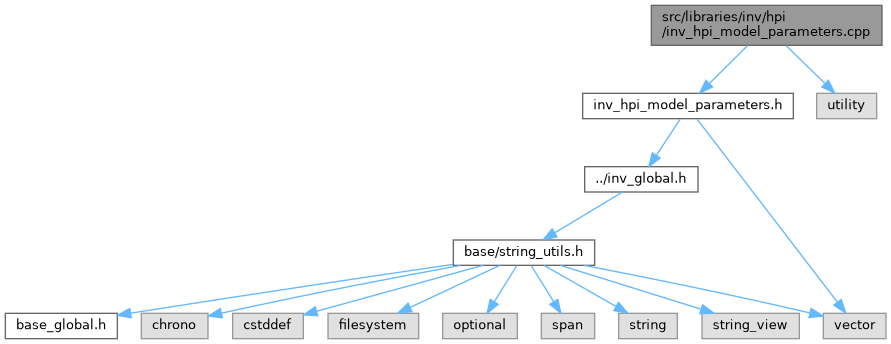 src/libraries/inv/hpi
/inv_hpi_model_parameters.cpp
inv_hpi_model_parameters.h
utility
../inv_global.h
base/string_utils.h
base_global.h
chrono
cstddef
filesystem
optional
span
string
string_view
vector